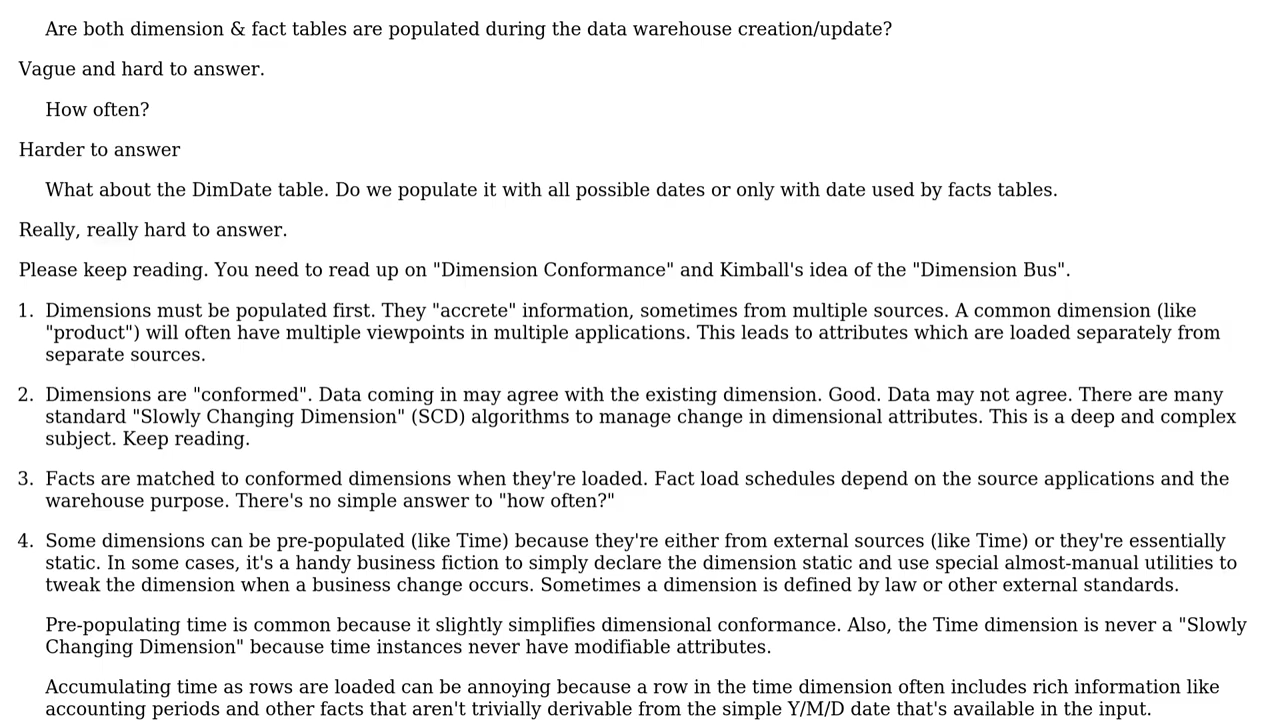 Are both dimension & fact tables are populated during the data warehouse creation/update?
Vague and hard to answer.
How often?
Harder to answer
What about the DimDate table. Do we populate it with all possible dates or only with date used by facts tables.
Really, really hard to answer.
Please keep reading. You need to read up on "Dimension Conformance" and Kimball's idea of the "Dimension Bus".
1. Dimensions must be populated first. They "accrete" information, sometimes from multiple sources. A common dimension (like
"product") will often have multiple viewpoints in multiple applications. This leads to attributes which are loaded separately from
separate sources.
2. Dimensions are "conformed". Data coming in may agree with the existing dimension. Good. Data may not agree. There are many
standard "Slowly Changing Dimension" (SCD) algorithms to manage change in dimensional attributes. This is a deep and complex
subject. Keep reading.
3. Facts are matched to conformed dimensions when they're loaded. Fact load schedules depend on the source applications and the
warehouse purpose. There's no simple answer to "how often?"
4. Some dimensions can be pre-populated (like Time) because they're either from external sources (like Time) or they're essentially
static. In some cases, it's a handy business fiction to simply declare the dimension static and use special almost-manual utilities to
tweak the dimension when a business change occurs. Sometimes a dimension is defined by law or other external standards.
Pre-populating time is common because it slightly simplifies dimensional conformance. Also, the Time dimension is never a "Slowly
Changing Dimension" because time instances never have modifiable attributes.
Accumulating time as rows are loaded can be annoying because a row in the time dimension often includes rich information like
accounting periods and other facts that aren't trivially derivable from the simple Y/M/D date that's available in the input.